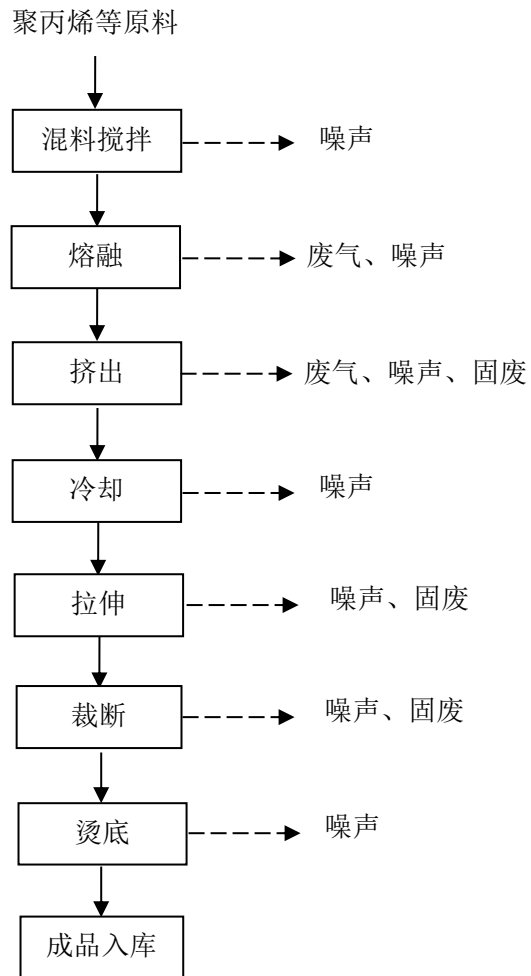 聚丙烯等原料
混料搅拌
噪声
熔融
废气、噪声
挤出
废气、噪声、固废
冷却
噪声
拉伸
噪声、固废
裁断
噪声、固废
烫底
噪声
成品入库